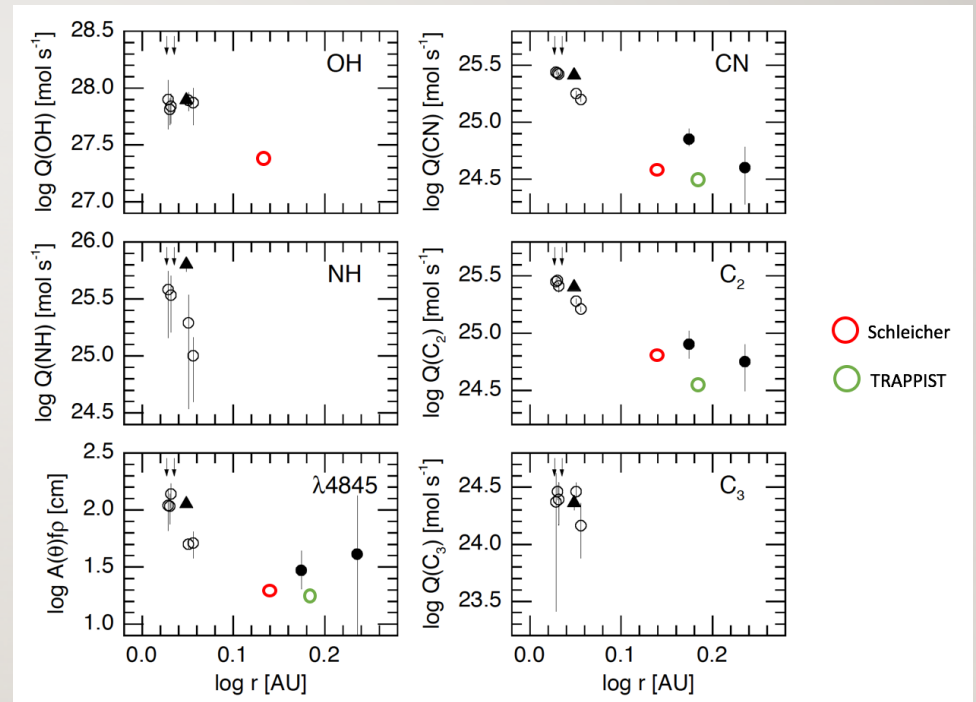 28.5
28.0
27.5
27.0
log Q(OH) [mol s⁻¹]
OH
25.5
25.0
24.5
log Q(CN) [mol s⁻¹]
CN
26.0
25.5
25.0
24.5
log Q(NH) [mol s⁻¹]
NH
25.5
25.0
24.5
log Q(C₂) [mol s⁻¹]
C₂
2.5
2.0
1.5
1.0
log A(θ)fρ [cm]
λ4845
0.0 0.1 0.2
log r [AU]
24.5
24.0
23.5
log Q(C₃) [mol s⁻¹]
C₃
0.0 0.1 0.2
log r [AU]
Schleicher
TRAPPIST